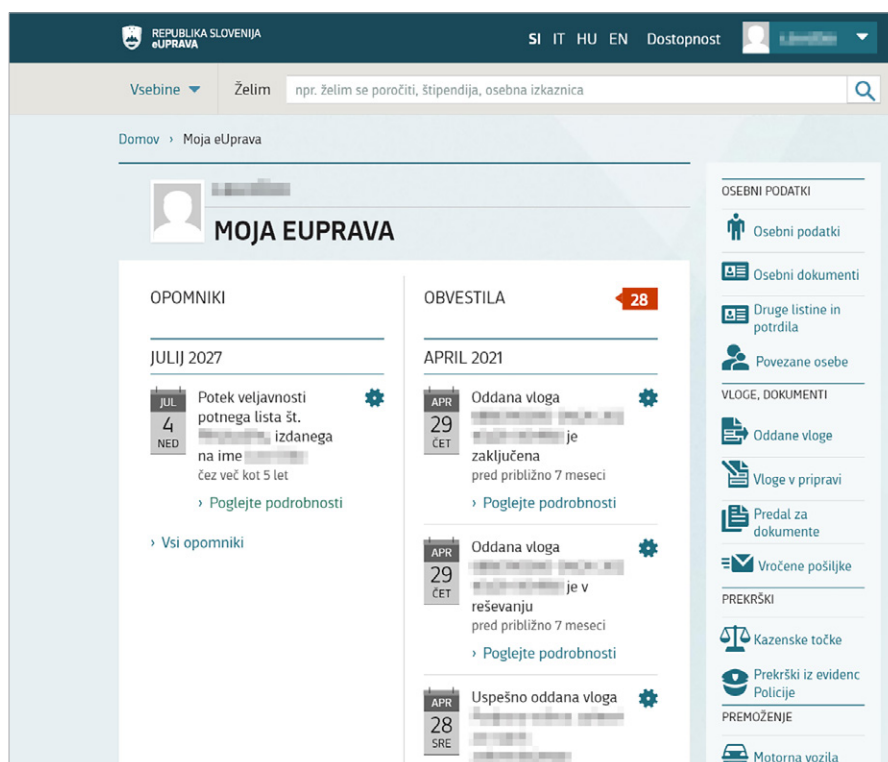 REPUBLIKA SLOVENIJA
eUPRAVA
SI IT HU EN Dostopnost
Vsebine
Želim
npr. želim se poročiti, štipendija, osebna izkaznica
Domov › Moja eUprava
MOJA EUPRAVA
OPOMNIKI
JULIJ 2027
JUL
4
NED
Potek veljavnosti
potnega lista št.
izdanega
na ime
čez več kot 5 let
› Poglejte podrobnosti
› Vsi opomniki
OBVESTILA
28
APRIL 2021
APR
29
ČET
Oddana vloga
je
zaključena
pred približno 7 meseci
› Poglejte podrobnosti
APR
29
ČET
Oddana vloga
je v
reševanju
pred približno 7 meseci
› Poglejte podrobnosti
APR
28
SRE
Uspešno oddana vloga
OSEBNI PODATKI
Osebni podatki
Osebni dokumenti
Druge listine in
potrdila
Povezane osebe
VLOGE, DOKUMENTI
Oddane vloge
Vloge v pripravi
Predal za
dokumente
Vročene pošiljke
PREKRŠKI
Kazenske točke
Prekrški iz evidenc
Policije
PREMOŽENJE
Motorna vozila